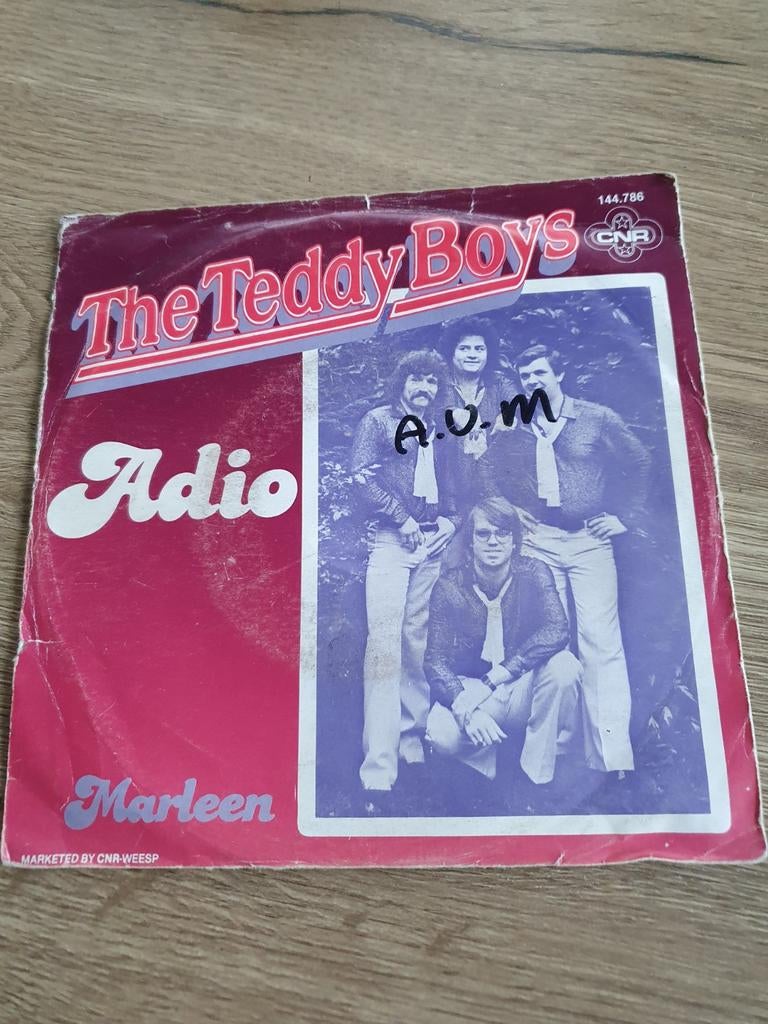 144.786
CNR
The Teddy Boys
A.V.M
Adio
Marleen
MARKETED BY CNR-WEESP